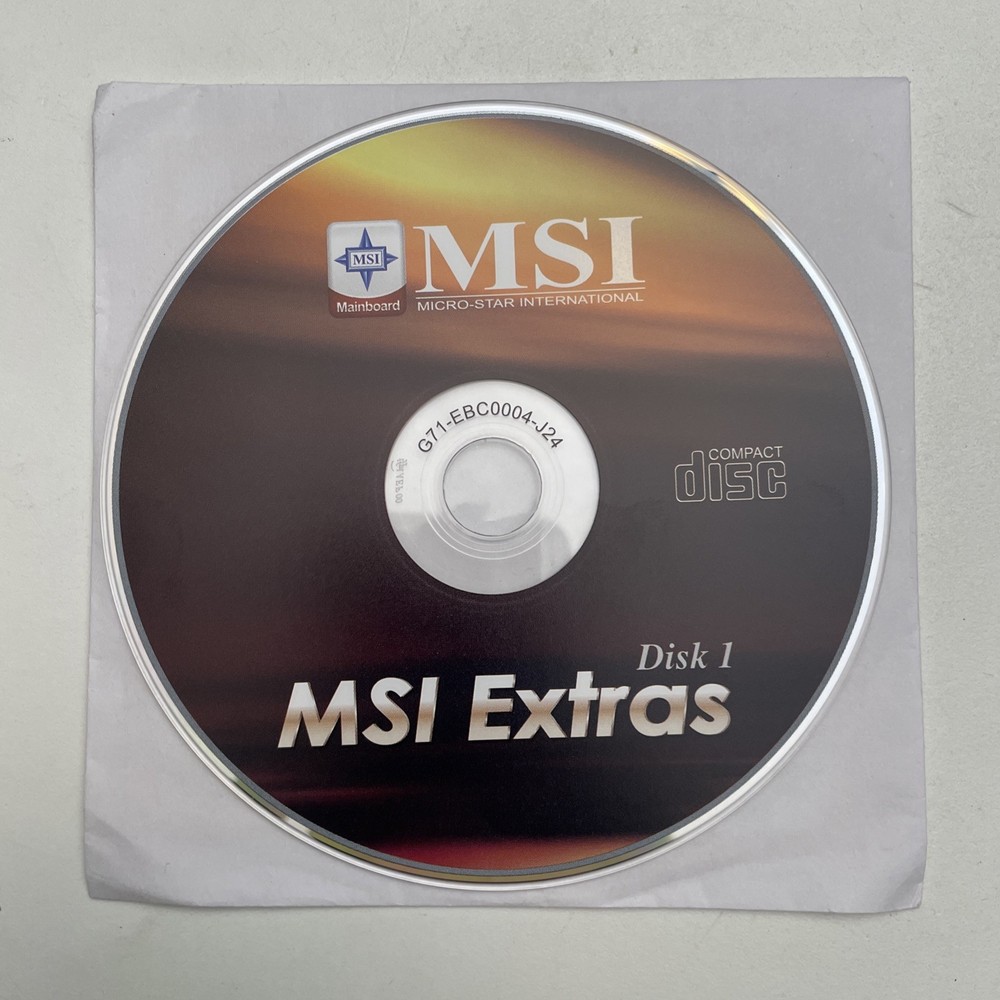 MSI
Mainboard
MSI
MICRO-STAR INTERNATIONAL
G71-EBC0004-J24
COMPACT
disc
Disk 1
MSI Extras